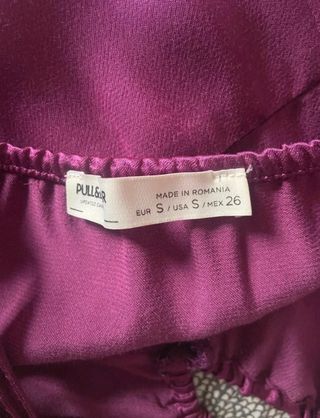 PULL&BEAR
MADE IN ROMANIA
EUR S / USA S / MEX 26